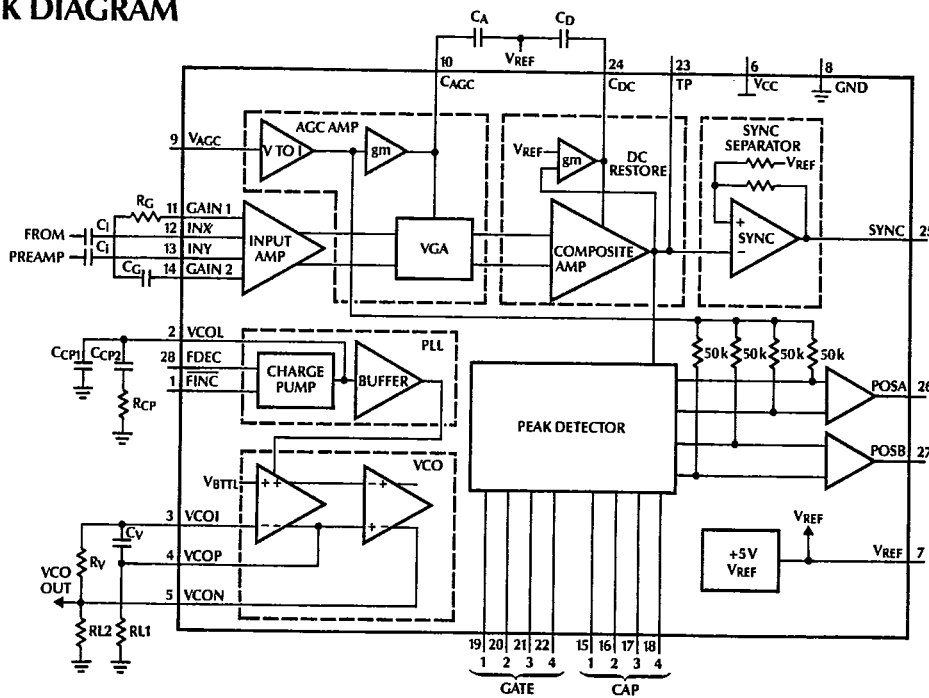 K DIAGRAM
CA
CD
VREF
10
24
23
6
8
CAGC
CDC
TP
VCC
GND
AGC AMP
SYNC
SEPARATOR
9 VAGC
V TO I
gm
VREF
gm
DC
RESTORE
VREF
RG
11 GAIN 1
CI
FROM
12 INX
PREAMP
CI
13 INY
CG
14 GAIN 2
INPUT
AMP
VGA
COMPOSITE
AMP
+
SYNC
−
SYNC 25
2 VCOL
PLL
CCP1
CCP2
28 FDEC
1 FINC
RCP
CHARGE
PUMP
BUFFER
50k
50k
50k
50k
PEAK DETECTOR
POSA 26
POSB 27
VCO
VBTTL
+ +
− +
− −
+ −
3 VCOI
CV
RV
4 VCOP
VCO
OUT
5 VCON
RL2
RL1
+5V
VREF
VREF
VREF 7
19 20 21 22
15 16 17 18
1 2 3 4
1 2 3 4
GATE
CAP